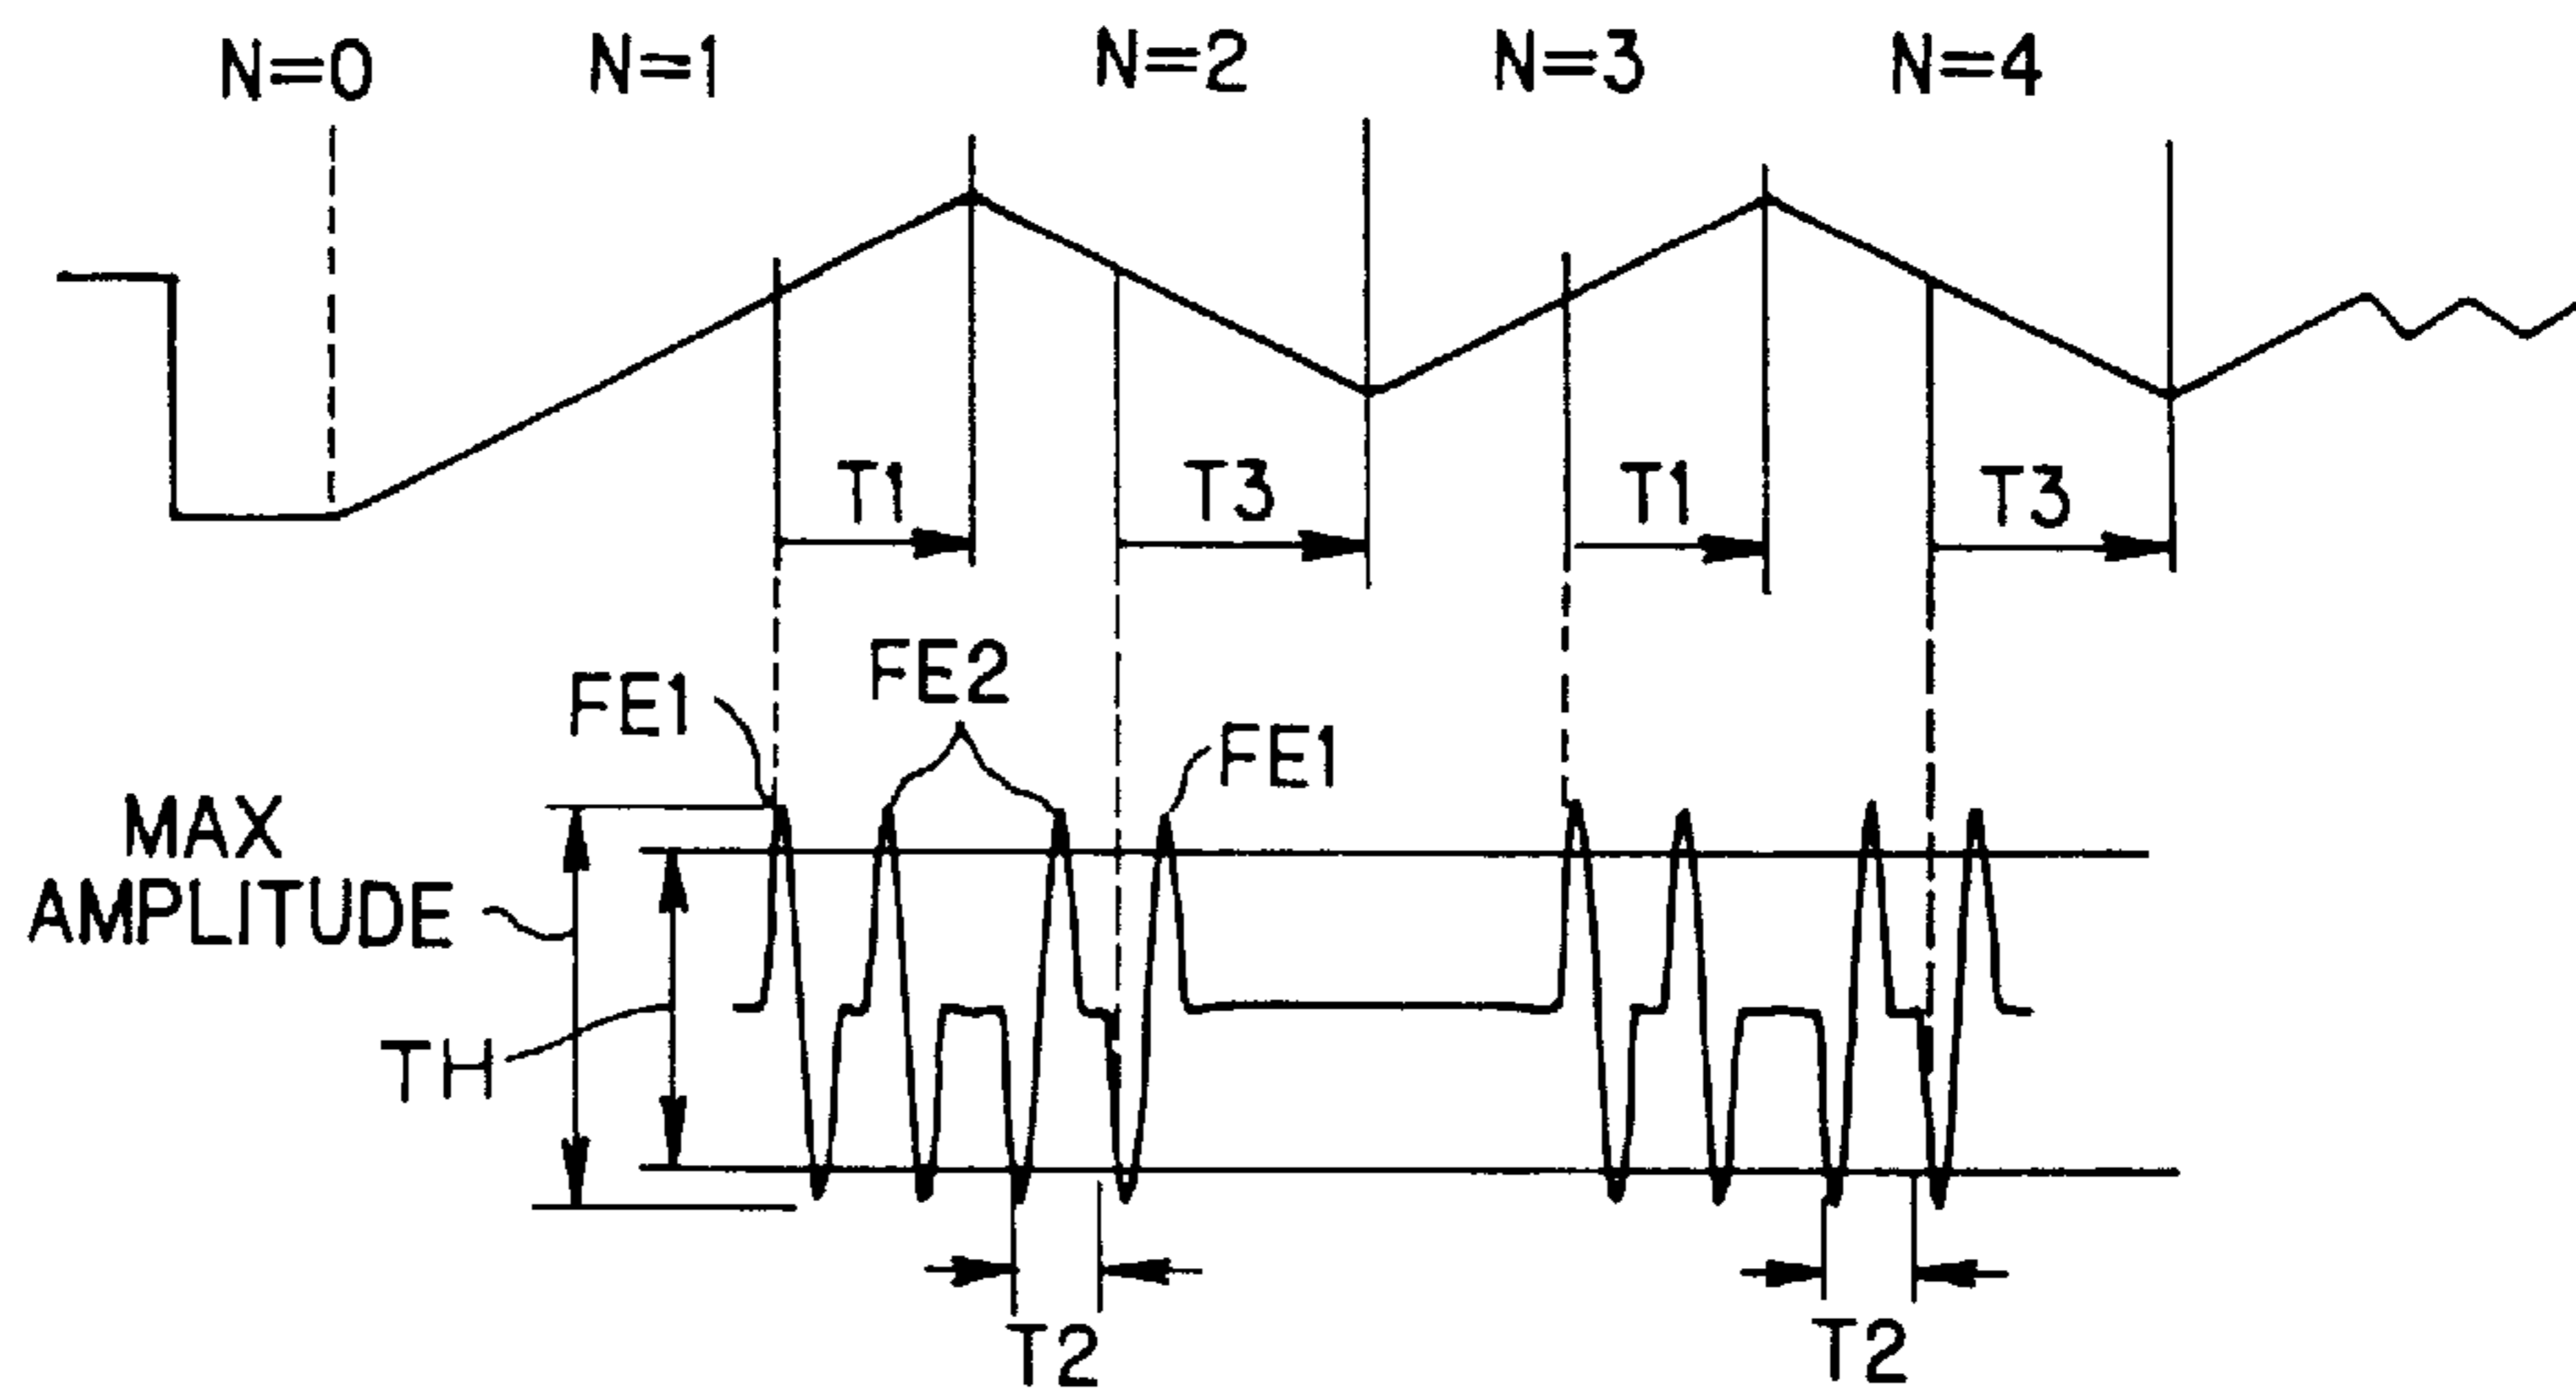 N=0 N=1 N=2 N=3 N=4
T1 T3 T1 T3
FE1 FE2 FE1
MAX
AMPLITUDE
TH
T2 T2